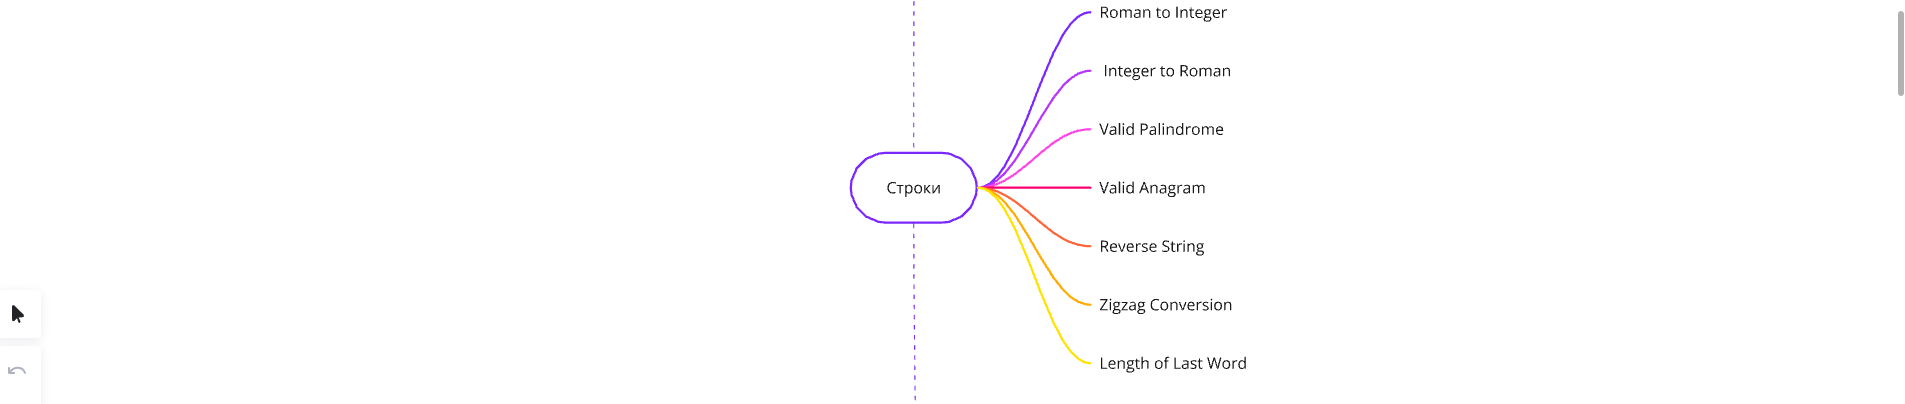 Roman to Integer
Integer to Roman
Valid Palindrome
Строки
Valid Anagram
Reverse String
Zigzag Conversion
Length of Last Word